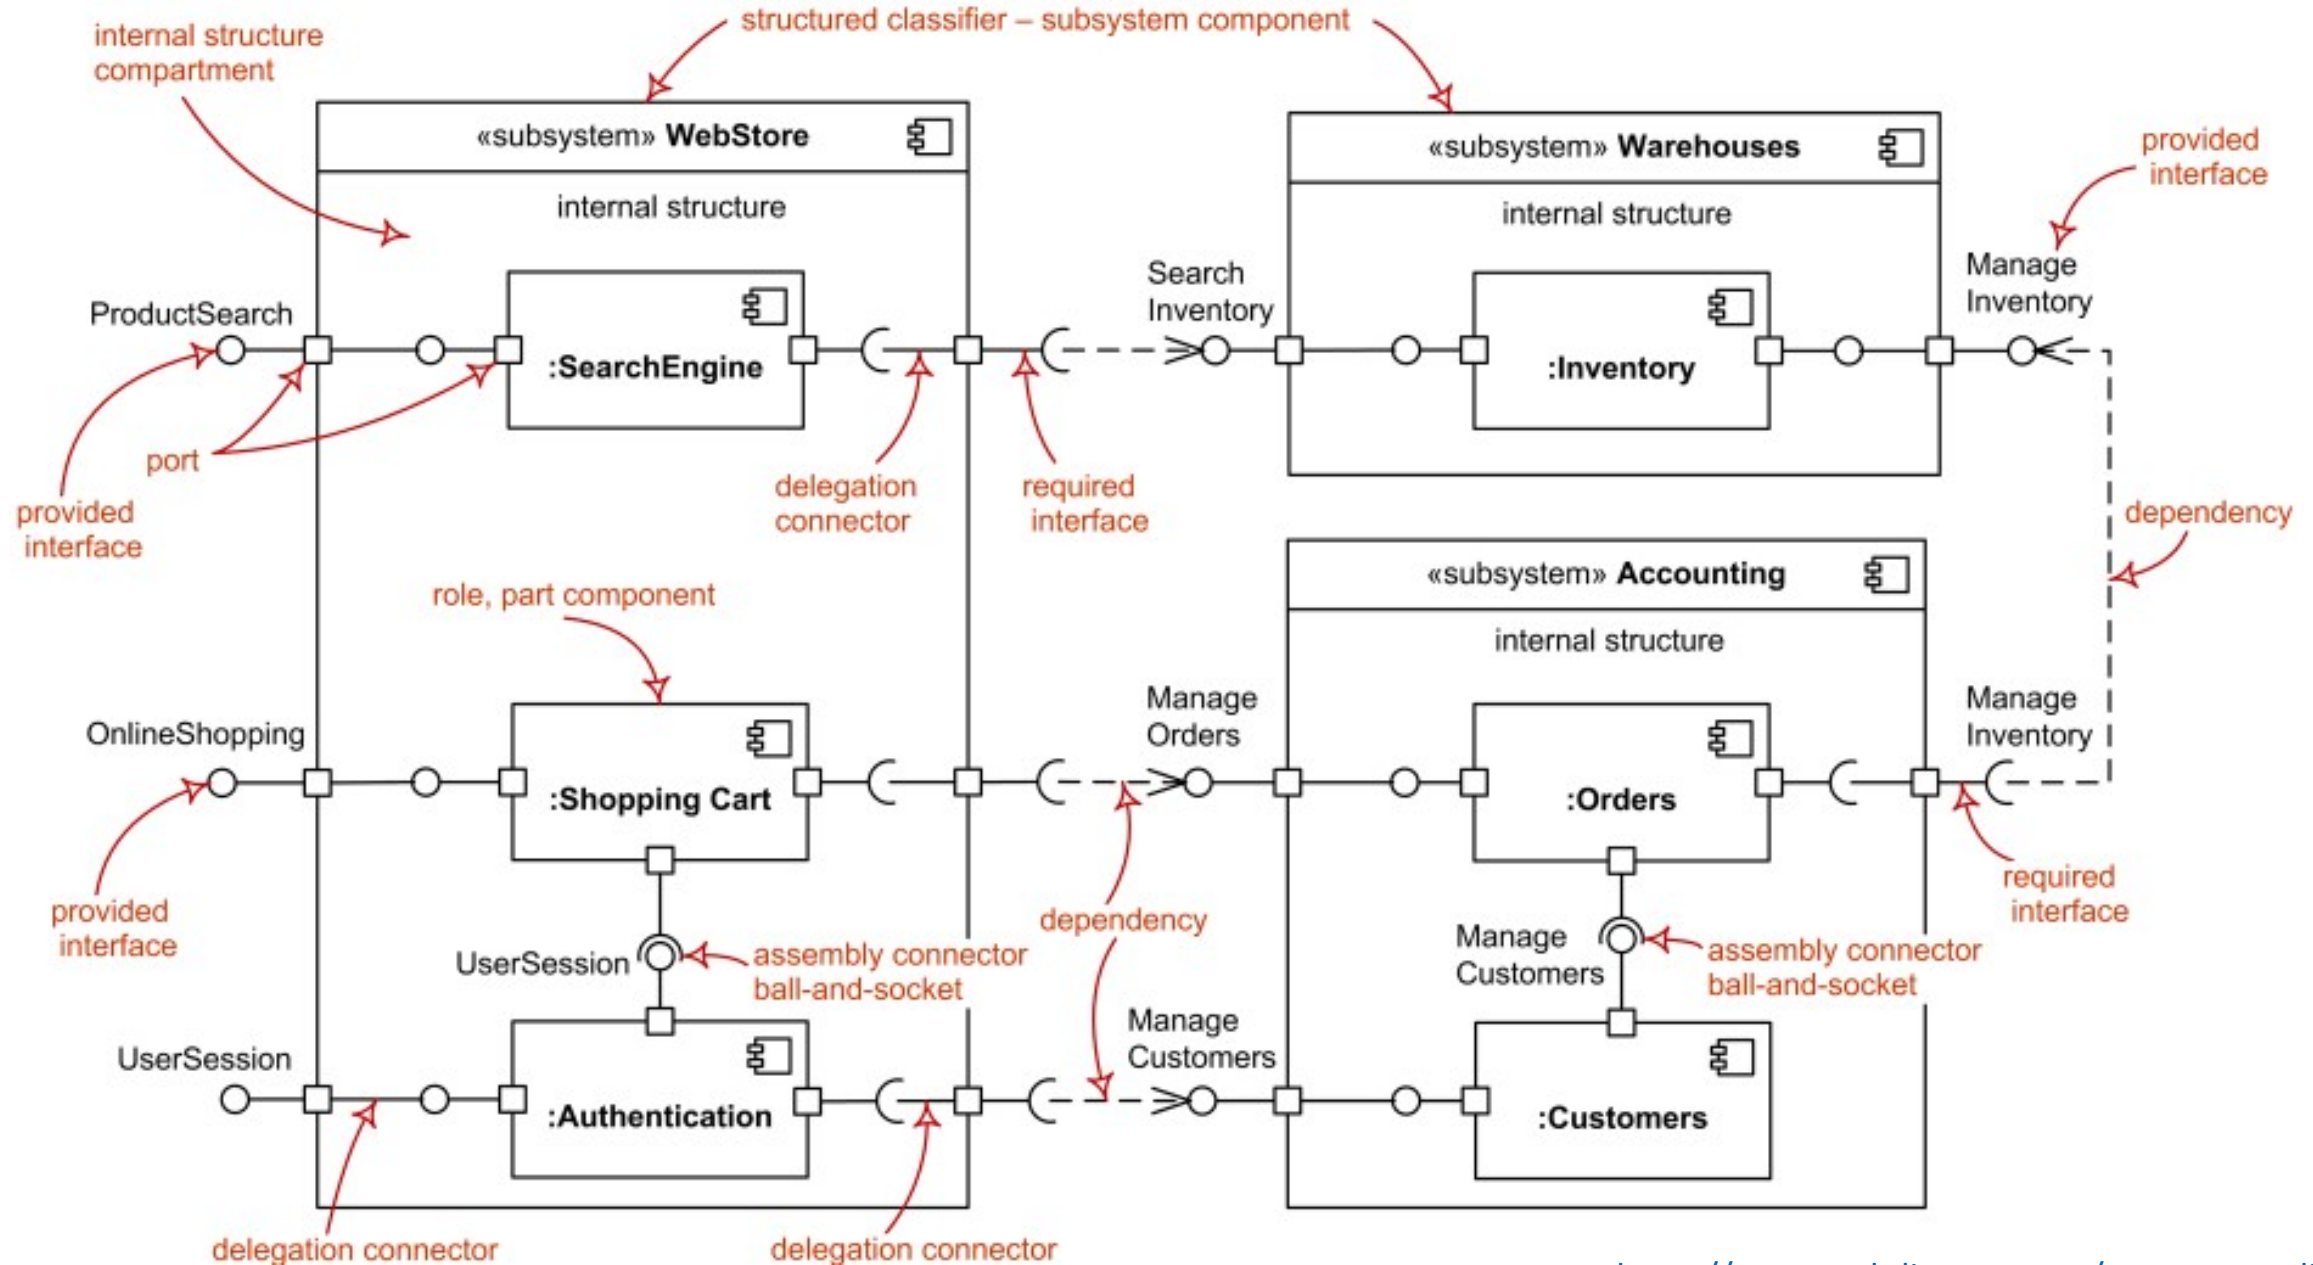 structured classifier – subsystem component
internal structure
compartment
«subsystem» WebStore
«subsystem» Warehouses
provided
interface
internal structure
internal structure
Search
Inventory
Manage
Inventory
ProductSearch
:SearchEngine
:Inventory
port
provided
interface
delegation
connector
required
interface
dependency
«subsystem» Accounting
role, part component
internal structure
Manage
Orders
Manage
Inventory
OnlineShopping
:Shopping Cart
:Orders
provided
interface
dependency
required
interface
UserSession
assembly connector
ball-and-socket
Manage
Customers
assembly connector
ball-and-socket
Manage
Customers
UserSession
:Authentication
:Customers
delegation connector
delegation connector